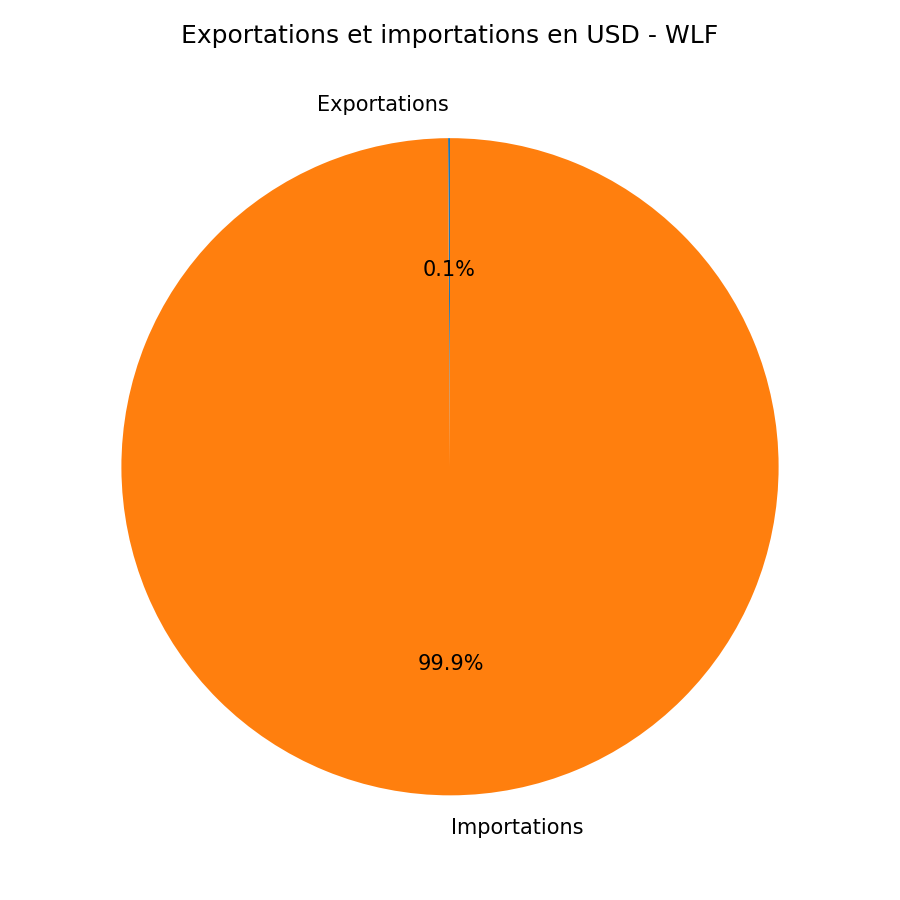 Exportations et importations en USD - WLF
Exportations
0.1%
99.9%
Importations